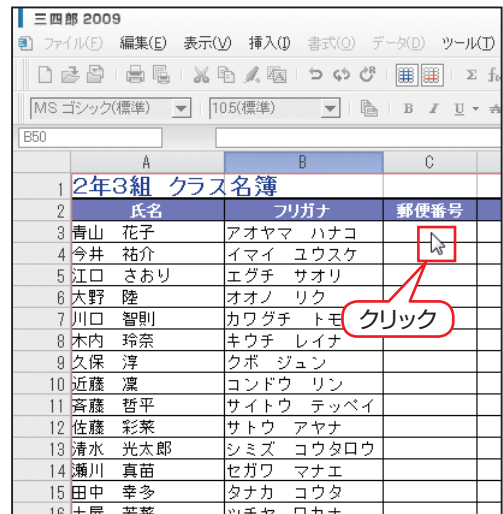 三四郎 2009
ファイル(F) 編集(E) 表示(V) 挿入(I) 書式(O) データ(D) ツール(T)
MS ゴシック(標準) 10.5(標準) B I U
B50
A B C
1 2年3組 クラス名簿
2 氏名 フリガナ 郵便番号
3 青山 花子 アオヤマ ハナコ
4 今井 祐介 イマイ ユウスケ
5 江口 さおり エグチ サオリ
6 大野 陸 オオノ リク
7 川口 智則 カワグチ トモ
クリック
8 木内 玲奈 キウチ レイナ
9 久保 淳 クボ ジュン
10 近藤 凜 コンドウ リン
11 斉藤 哲平 サイトウ テッペイ
12 佐藤 彩菜 サトウ アヤナ
13 清水 光太郎 シミズ コウタロウ
14 瀬川 真苗 セガワ マナエ
15 田中 幸多 タナカ コウタ